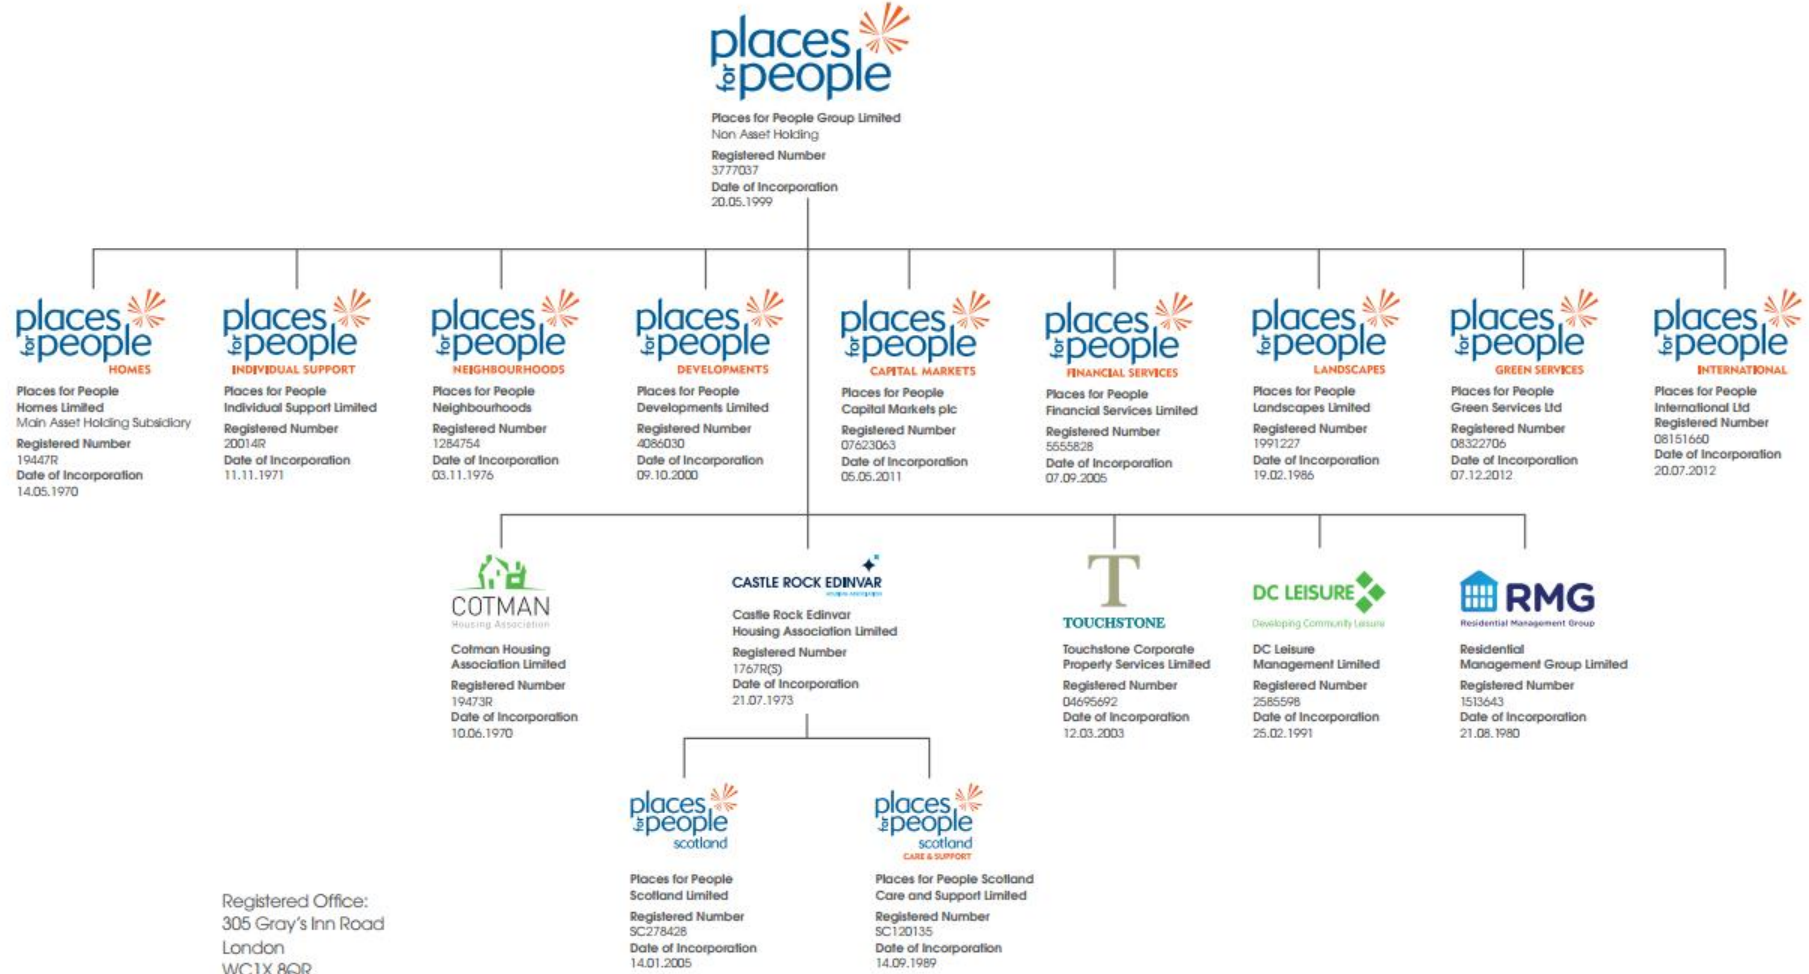 places
for people
Places for People Group Limited
Non Asset Holding
Registered Number
3777037
Date of Incorporation
20.05.1999
places
for people
HOMES
Places for People
Homes Limited
Main Asset Holding Subsidiary
Registered Number
19447R
Date of Incorporation
14.05.1970
places
for people
INDIVIDUAL SUPPORT
Places for People
Individual Support Limited
Registered Number
20014R
Date of Incorporation
11.11.1971
places
for people
NEIGHBOURHOODS
Places for People
Neighbourhoods
Registered Number
1284754
Date of Incorporation
03.11.1976
places
for people
DEVELOPMENTS
Places for People
Developments Limited
Registered Number
4086030
Date of Incorporation
09.10.2000
places
for people
CAPITAL MARKETS
Places for People
Capital Markets plc
Registered Number
07623063
Date of Incorporation
05.05.2011
places
for people
FINANCIAL SERVICES
Places for People
Financial Services Limited
Registered Number
5555828
Date of Incorporation
07.09.2005
places
for people
LANDSCAPES
Places for People
Landscapes Limited
Registered Number
1991227
Date of Incorporation
19.02.1986
places
for people
GREEN SERVICES
Places for People
Green Services Ltd
Registered Number
08322706
Date of Incorporation
07.12.2012
places
for people
INTERNATIONAL
Places for People
International Ltd
Registered Number
08151660
Date of Incorporation
20.07.2012
COTMAN
Housing Association
Cotman Housing
Association Limited
Registered Number
19473R
Date of Incorporation
10.06.1970
CASTLE ROCK EDINVAR
HOUSING ASSOCIATION
Castle Rock Edinvar
Housing Association Limited
Registered Number
1767R(S)
Date of Incorporation
21.07.1973
T
TOUCHSTONE
Touchstone Corporate
Property Services Limited
Registered Number
04695692
Date of Incorporation
12.03.2003
DC LEISURE
Developing Community Leisure
DC Leisure
Management Limited
Registered Number
2585598
Date of Incorporation
25.02.1991
RMG
Residential Management Group
Residential
Management Group Limited
Registered Number
1513643
Date of Incorporation
21.08.1980
places
for people
scotland
Places for People
Scotland Limited
Registered Number
SC278428
Date of Incorporation
14.01.2005
places
for people
scotland
CARE & SUPPORT
Places for People Scotland
Care and Support Limited
Registered Number
SC120135
Date of Incorporation
14.09.1989
Registered Office:
305 Gray's Inn Road
London
WC1X 8QR